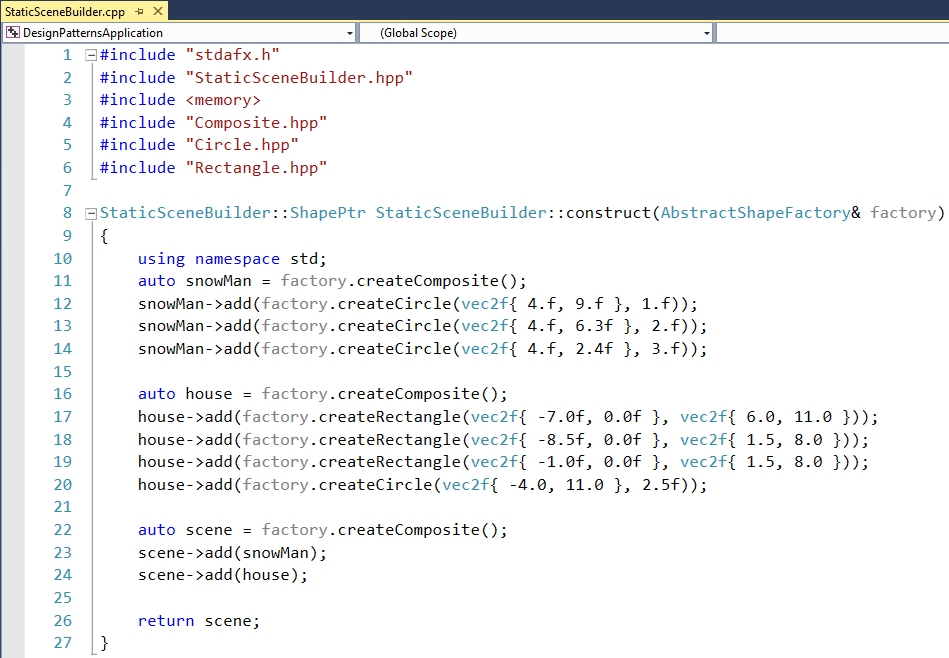 StaticSceneBuilder.cpp
DesignPatternsApplication (Global Scope)
1 #include "stdafx.h"
2 #include "StaticSceneBuilder.hpp"
3 #include <memory>
4 #include "Composite.hpp"
5 #include "Circle.hpp"
6 #include "Rectangle.hpp"
7
8 StaticSceneBuilder::ShapePtr StaticSceneBuilder::construct(AbstractShapeFactory& factory)
9 {
10     using namespace std;
11     auto snowMan = factory.createComposite();
12     snowMan->add(factory.createCircle(vec2f{ 4.f, 9.f }, 1.f));
13     snowMan->add(factory.createCircle(vec2f{ 4.f, 6.3f }, 2.f));
14     snowMan->add(factory.createCircle(vec2f{ 4.f, 2.4f }, 3.f));
15
16     auto house = factory.createComposite();
17     house->add(factory.createRectangle(vec2f{ -7.0f, 0.0f }, vec2f{ 6.0, 11.0 }));
18     house->add(factory.createRectangle(vec2f{ -8.5f, 0.0f }, vec2f{ 1.5, 8.0 }));
19     house->add(factory.createRectangle(vec2f{ -1.0f, 0.0f }, vec2f{ 1.5, 8.0 }));
20     house->add(factory.createCircle(vec2f{ -4.0, 11.0 }, 2.5f));
21
22     auto scene = factory.createComposite();
23     scene->add(snowMan);
24     scene->add(house);
25
26     return scene;
27 }